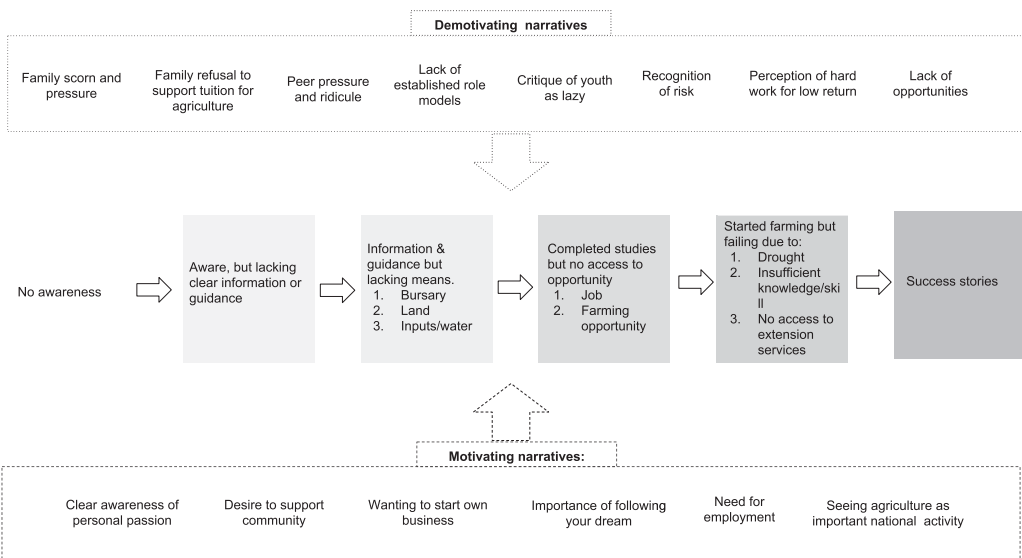 Demotivating narratives
Family scorn and
pressure
Family refusal to
support tuition for
agriculture
Peer pressure
and ridicule
Lack of
established role
models
Critique of youth
as lazy
Recognition
of risk
Perception of hard
work for low return
Lack of
opportunities
No awareness
Aware, but lacking
clear information or
guidance
Information &
guidance but
lacking means.
1. Bursary
2. Land
3. Inputs/water
Completed studies
but no access to
opportunity
1. Job
2. Farming
opportunity
Started farming but
failing due to:
1. Drought
2. Insufficient
knowledge/ski
ll
3. No access to
extension
services
Success stories
Motivating narratives:
Clear awareness of
personal passion
Desire to support
community
Wanting to start own
business
Importance of following
your dream
Need for
employment
Seeing agriculture as
important national activity